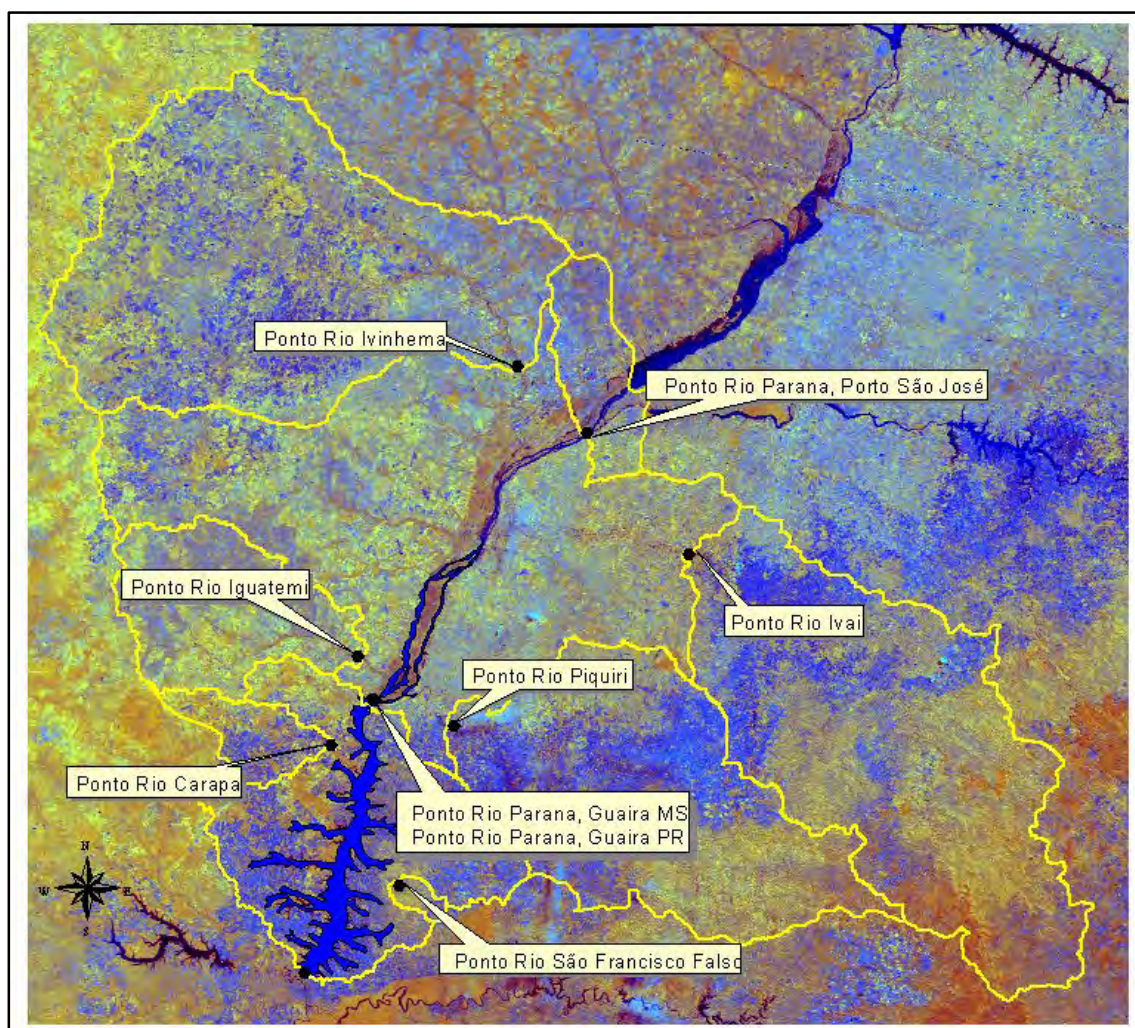 Ponto Rio Ivinhema
Ponto Rio Parana, Porto São José
Ponto Rio Iguatemi
Ponto Rio Ivai
Ponto Rio Piquiri
Ponto Rio Carapa
Ponto Rio Parana, Guaira MS
Ponto Rio Parana, Guaira PR
N
W E
S
Ponto Rio São Francisco Falso